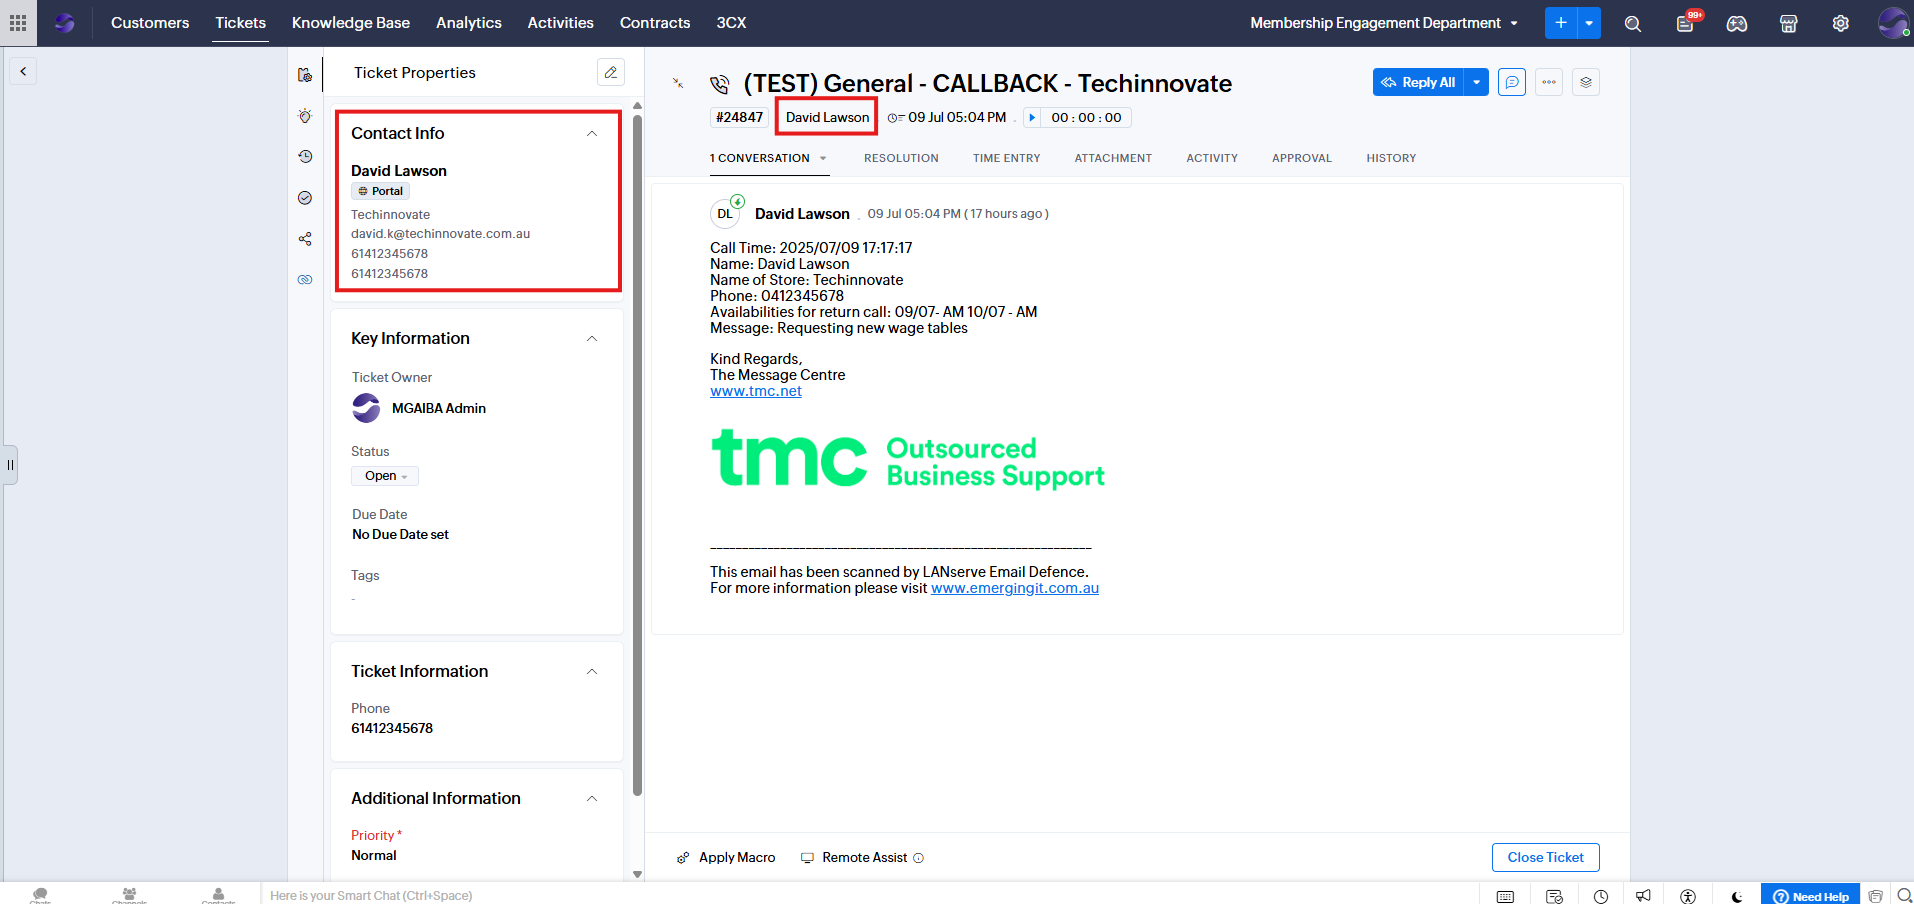 Customers
Tickets
Knowledge Base
Analytics
Activities
Contracts
3CX
Membership Engagement Department
99+
Ticket Properties
Contact Info
David Lawson
Portal
Techinnovate
david.k@techinnovate.com.au
61412345678
61412345678
Key Information
Ticket Owner
MGAIBA Admin
Status
Open
Due Date
No Due Date set
Tags
-
Ticket Information
Phone
61412345678
Additional Information
Priority *
Normal
(TEST) General - CALLBACK - Techinnovate
Reply All
#24847
David Lawson
09 Jul 05:04 PM
00 : 00 : 00
1 CONVERSATION
RESOLUTION
TIME ENTRY
ATTACHMENT
ACTIVITY
APPROVAL
HISTORY
DL
David Lawson . 09 Jul 05:04 PM ( 17 hours ago )
Call Time: 2025/07/09 17:17:17
Name: David Lawson
Name of Store: Techinnovate
Phone: 0412345678
Availabilities for return call: 09/07- AM 10/07 - AM
Message: Requesting new wage tables
Kind Regards,
The Message Centre
www.tmc.net
tmc Outsourced
Business Support
This email has been scanned by LANserve Email Defence.
For more information please visit www.emergingit.com.au
Apply Macro
Remote Assist
Close Ticket
Chats
Channels
Contacts
Here is your Smart Chat (Ctrl+Space)
Need Help